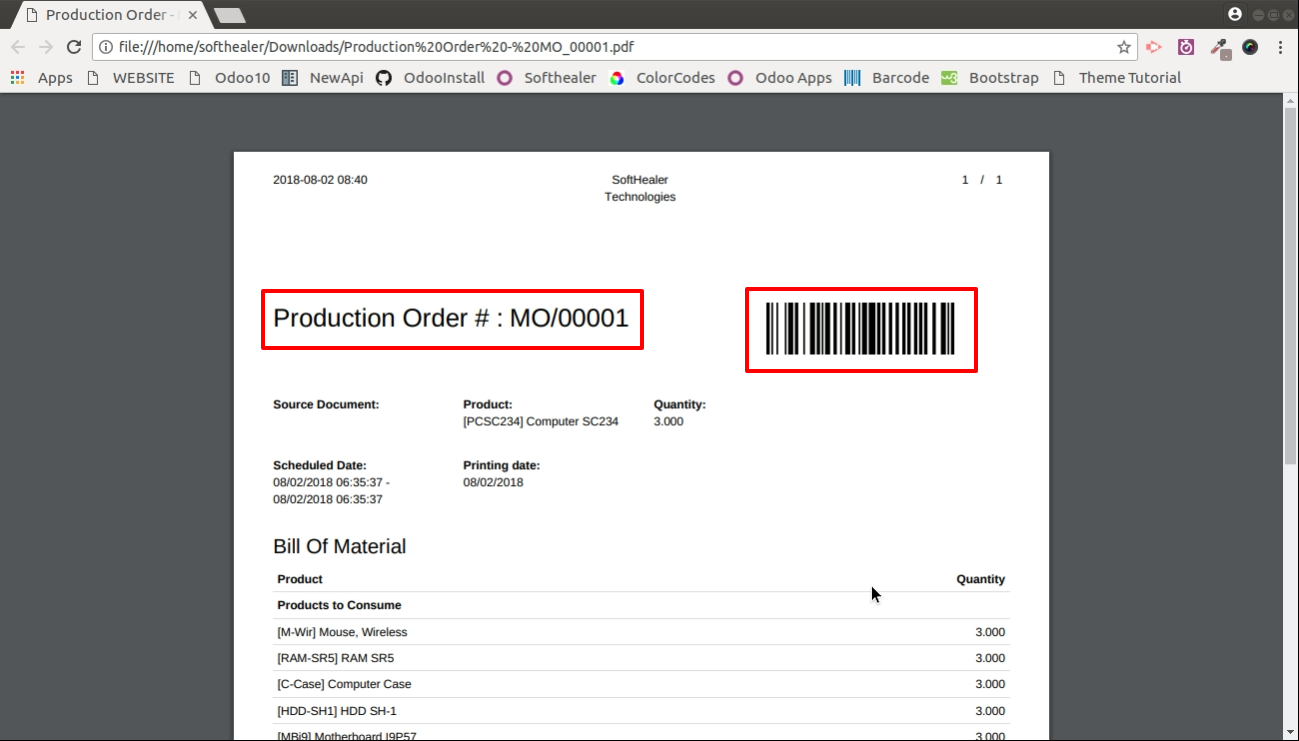 Production Order -
file:///home/softhealer/Downloads/Production%20Order%20-%20MO_00001.pdf
Apps WEBSITE Odoo10 NewApi OdooInstall Softhealer ColorCodes Odoo Apps Barcode Bootstrap Theme Tutorial
2018-08-02 08:40 SoftHealer 1 / 1
Technologies
Production Order # : MO/00001
Source Document: Product: Quantity:
[PCSC234] Computer SC234 3.000
Scheduled Date: Printing date:
08/02/2018 06:35:37 - 08/02/2018
08/02/2018 06:35:37
Bill Of Material
Product Quantity
Products to Consume
[M-Wir] Mouse, Wireless 3.000
[RAM-SR5] RAM SR5 3.000
[C-Case] Computer Case 3.000
[HDD-SH1] HDD SH-1 3.000
[MBi9] Motherboard I9P57 3.000